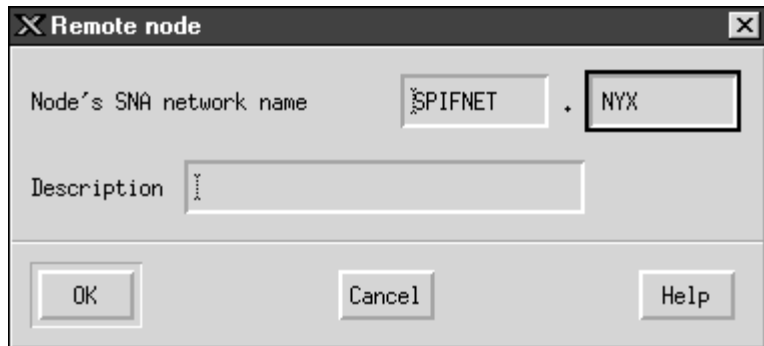 Remote node
Node's SNA network name SPIFNET . NYX
Description
OK Cancel Help